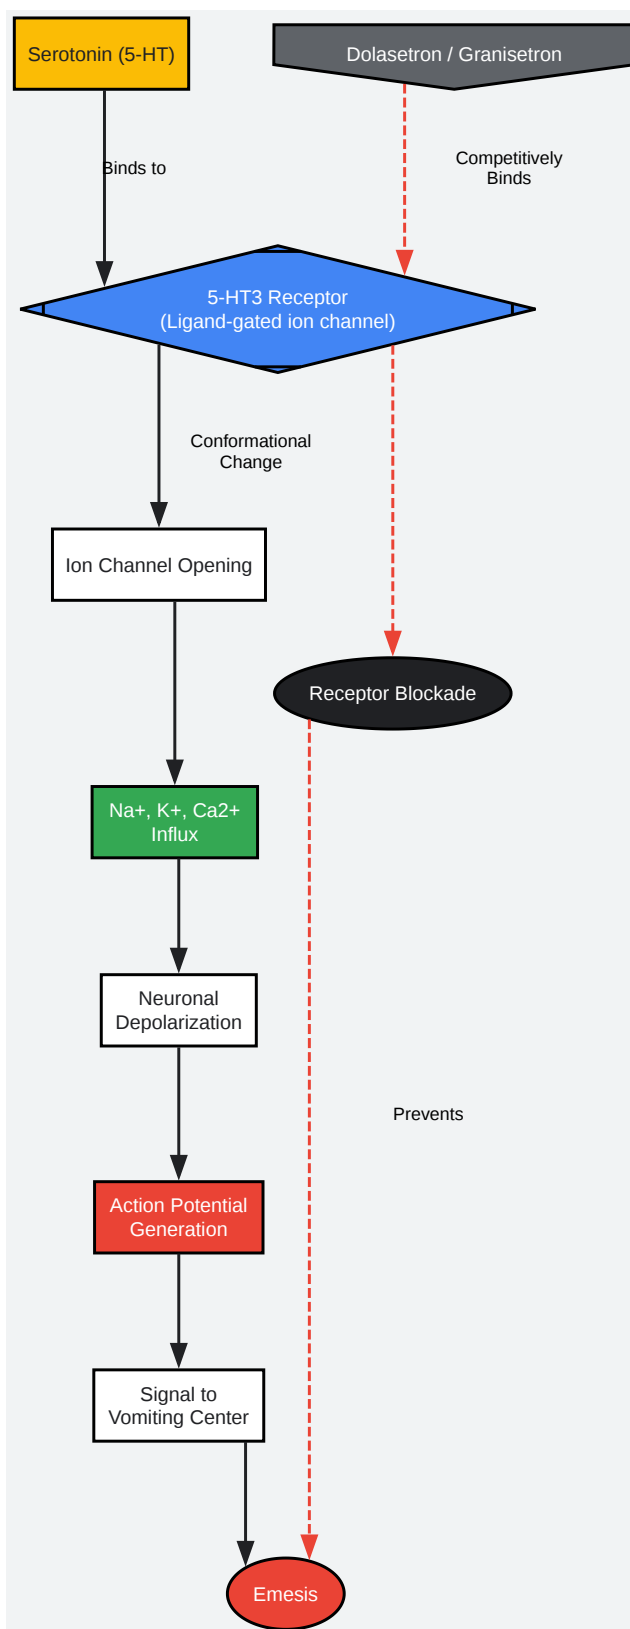 Serotonin (5-HT)
Dolasetron / Granisetron
Binds to
Competitively
Binds
5-HT3 Receptor
(Ligand-gated ion channel)
Conformational
Change
Ion Channel Opening
Receptor Blockade
Na+, K+, Ca2+
Influx
Neuronal
Depolarization
Prevents
Action Potential
Generation
Signal to
Vomiting Center
Emesis